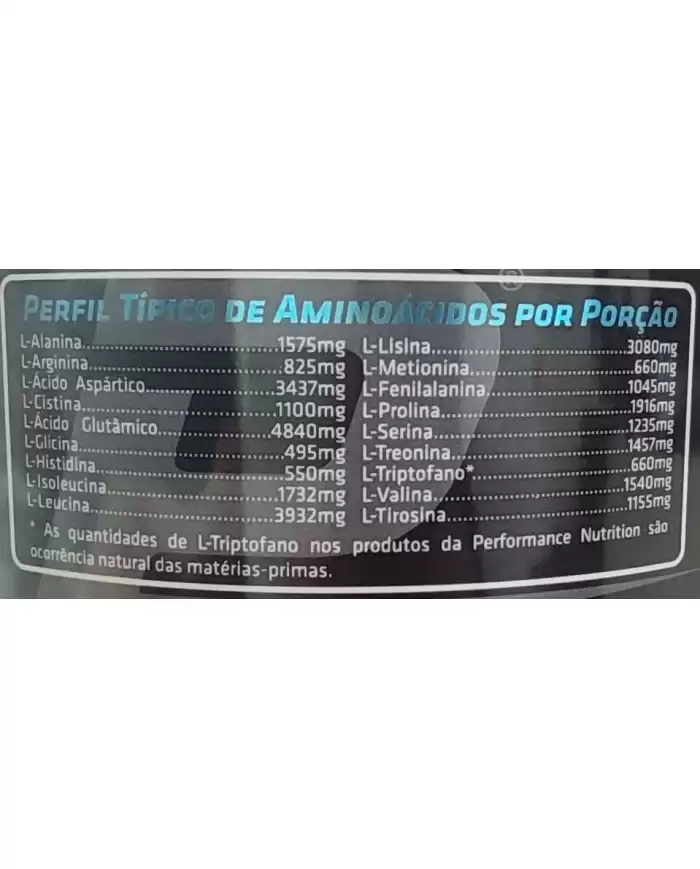 ®
PERFIL TÍPICO DE AMINOÁCIDOS POR PORÇÃO
L-Alanina..............................1575mg
L-Arginina..............................825mg
L-Ácido Aspártico....................3437mg
L-Cistina..............................1100mg
L-Ácido Glutâmico..................4840mg
L-Glicina..............................495mg
L-Histidina............................550mg
L-Isoleucina..........................1732mg
L-Leucina.............................3932mg
L-Lisina...............................3080mg
L-Metionina..........................660mg
L-Fenilalanina.......................1045mg
L-Prolina..............................1916mg
L-Serina...............................1235mg
L-Treonina............................1457mg
L-Triptofano*........................660mg
L-Valina...............................1540mg
L-Tirosina.............................1155mg
* As quantidades de L-Triptofano nos produtos da Performance Nutrition são
ocorrência natural das matérias-primas.